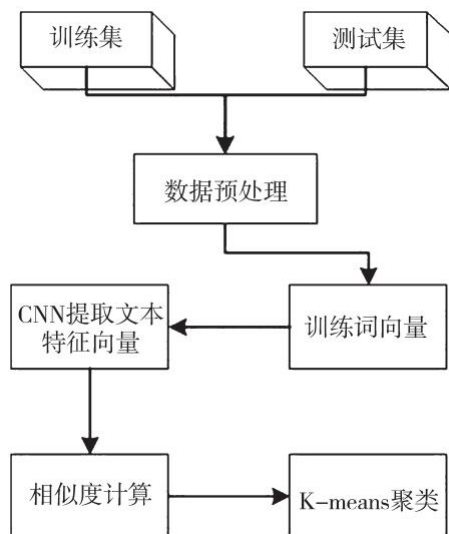 训练集
测试集
数据预处理
CNN提取文本
特征向量
训练词向量
相似度计算
K-means聚类